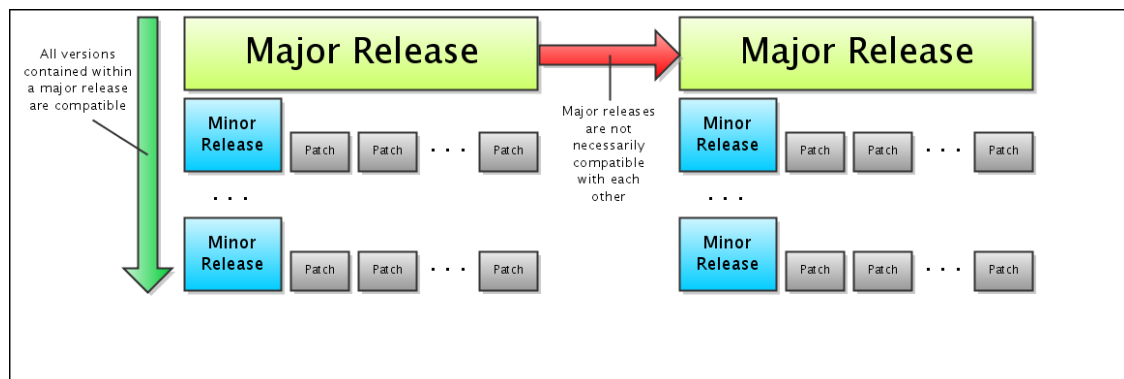 All versions
contained within
a major release
are compatible
Major Release
Major releases
are not
necessarily
compatible
with each
other
Major Release
Minor
Release
Patch
Patch
. . .
Patch
. . .
Minor
Release
Patch
Patch
. . .
Patch
Minor
Release
Patch
Patch
. . .
Patch
. . .
Minor
Release
Patch
Patch
. . .
Patch